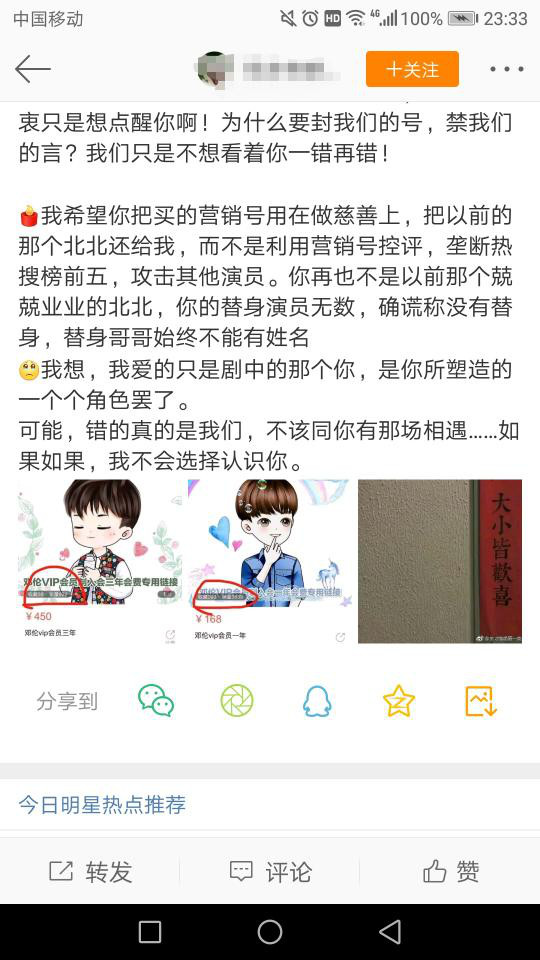 中国移动 HD 4G 100% 23:33
+关注
衷只是想点醒你啊！为什么要封我们的号，禁我们
的言？我们只是不想看着你一错再错！
我希望你把买的营销号用在做慈善上，把以前的
那个北北还给我，而不是利用营销号控评，垄断热
搜榜前五，攻击其他演员。你再也不是以前那个兢
兢业业的北北，你的替身演员无数，确谎称没有替
身，替身哥哥始终不能有姓名
我想，我爱的只是剧中的那个你，是你所塑造的
一个个角色罢了。
可能，错的真的是我们，不该同你有那场相遇……如
果如果，我不会选择认识你。
邓伦VIP会员 入会三年会费专用链接
¥450
邓伦vip会员三年
邓伦VIP会员 入会一年会费专用链接
¥168
邓伦vip会员一年
大小皆歡喜
分享到
今日明星热点推荐
转发
评论
赞